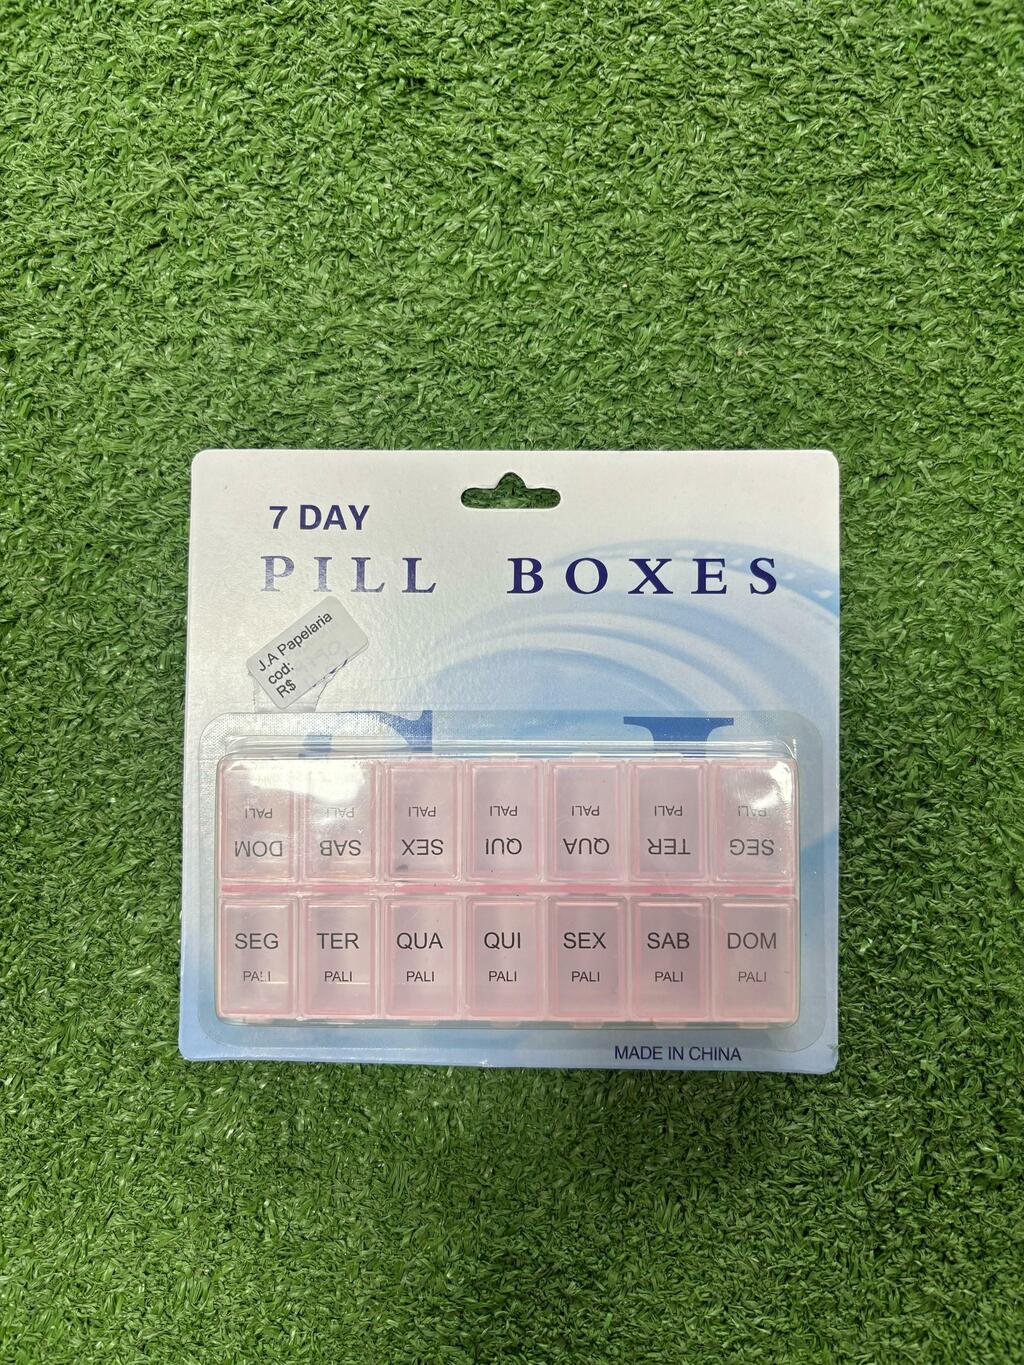 7 DAY
PILL BOXES
J.A Papelaria
cod:
R$
PALI PALI PALI PALI PALI PALI PALI
DOM SAB SEX QUI QUA TER SEG
SEG TER QUA QUI SEX SAB DOM
PALI PALI PALI PALI PALI PALI PALI
MADE IN CHINA